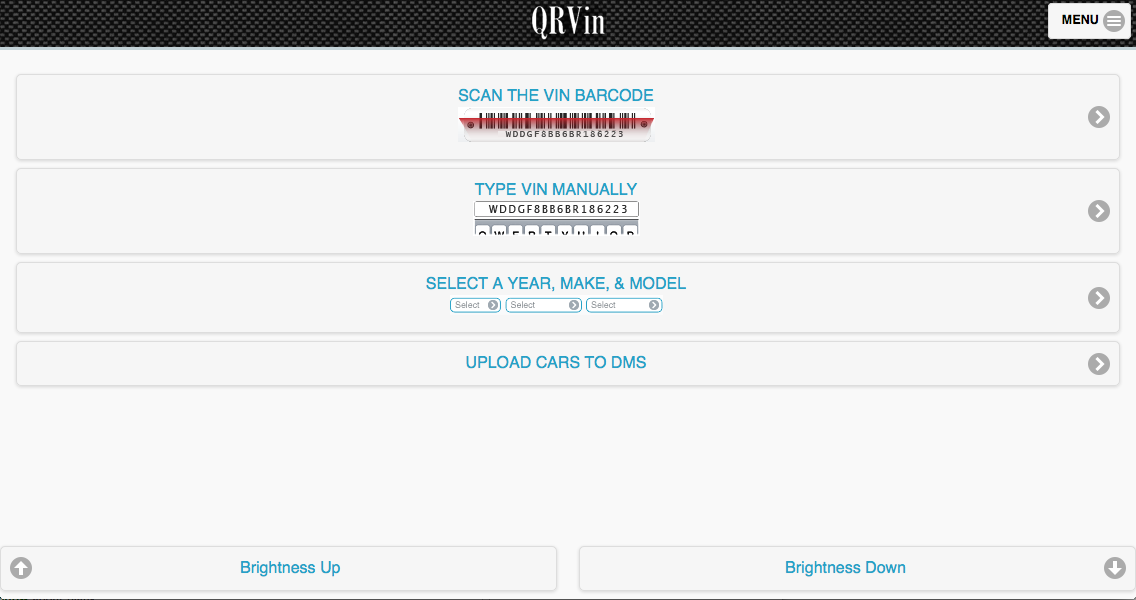 QRVin
MENU
SCAN THE VIN BARCODE
WDDGF8BB6BR186223
TYPE VIN MANUALLY
WDDGF8BB6BR186223
Q W E R T Y U I O P
SELECT A YEAR, MAKE, & MODEL
Select Select Select
UPLOAD CARS TO DMS
Brightness Up Brightness Down